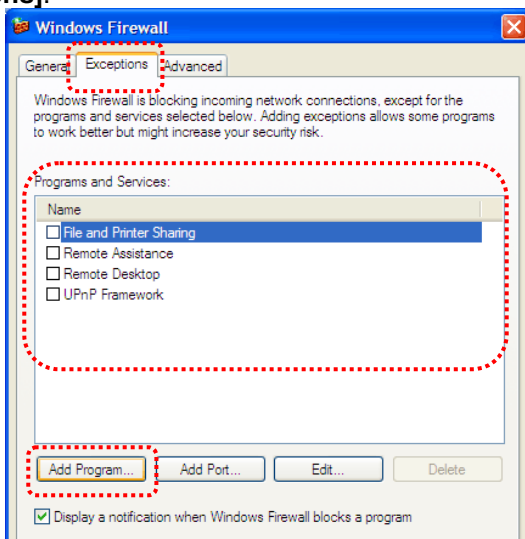 ns].
Windows Firewall
General Exceptions Advanced
Windows Firewall is blocking incoming network connections, except for the
programs and services selected below. Adding exceptions allows some programs
to work better but might increase your security risk.
Programs and Services:
Name
File and Printer Sharing
Remote Assistance
Remote Desktop
UPnP Framework
Add Program... Add Port... Edit... Delete
Display a notification when Windows Firewall blocks a program